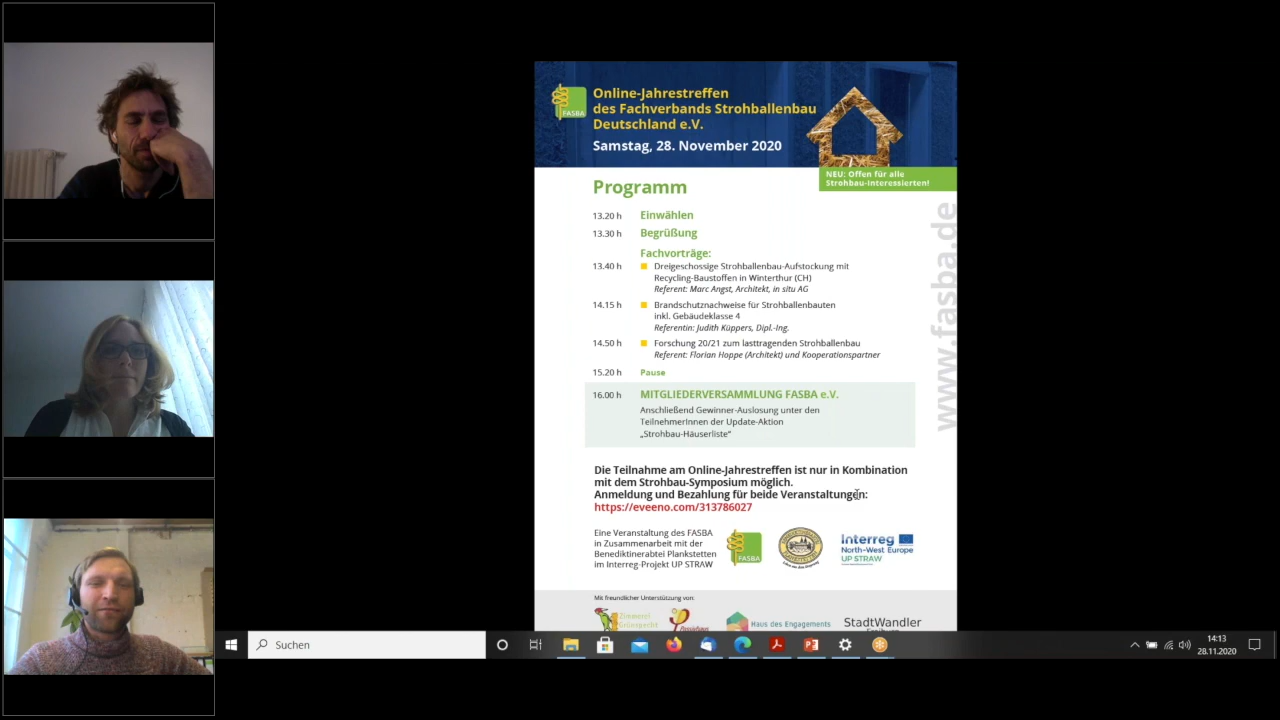 FASBA
Online-Jahrestreffen
des Fachverbands Strohballenbau
Deutschland e.V.
Samstag, 28. November 2020
NEU: Offen für alle
Strohbau-Interessierten!
Programm
13.20 h Einwählen
13.30 h Begrüßung
Fachvorträge:
13.40 h Dreigeschossige Strohballenbau-Aufstockung mit
Recycling-Baustoffen in Winterthur (CH)
Referent: Marc Angst, Architekt, in situ AG
14.15 h Brandschutznachweise für Strohballenbauten
inkl. Gebäudeklasse 4
Referentin: Judith Küppers, Dipl.-Ing.
14.50 h Forschung 20/21 zum lasttragenden Strohballenbau
Referent: Florian Hoppe (Architekt) und Kooperationspartner
15.20 h Pause
16.00 h MITGLIEDERVERSAMMLUNG FASBA e.V.
Anschließend Gewinner-Auslosung unter den
TeilnehmerInnen der Update-Aktion
„Strohbau-Häuserliste“
www.fasba.de
Die Teilnahme am Online-Jahrestreffen ist nur in Kombination
mit dem Strohbau-Symposium möglich.
Anmeldung und Bezahlung für beide Veranstaltungen:
https://eveeno.com/313786027
Eine Veranstaltung des FASBA
in Zusammenarbeit mit der
Benediktinerabtei Plankstetten
im Interreg-Projekt UP STRAW
FASBA
Interreg
North-West Europe
UP STRAW
Mit freundlicher Unterstützung von:
Zimmerei
Grünspecht
Haus des Engagements
StadtWandler
Suchen
14:13
28.11.2020